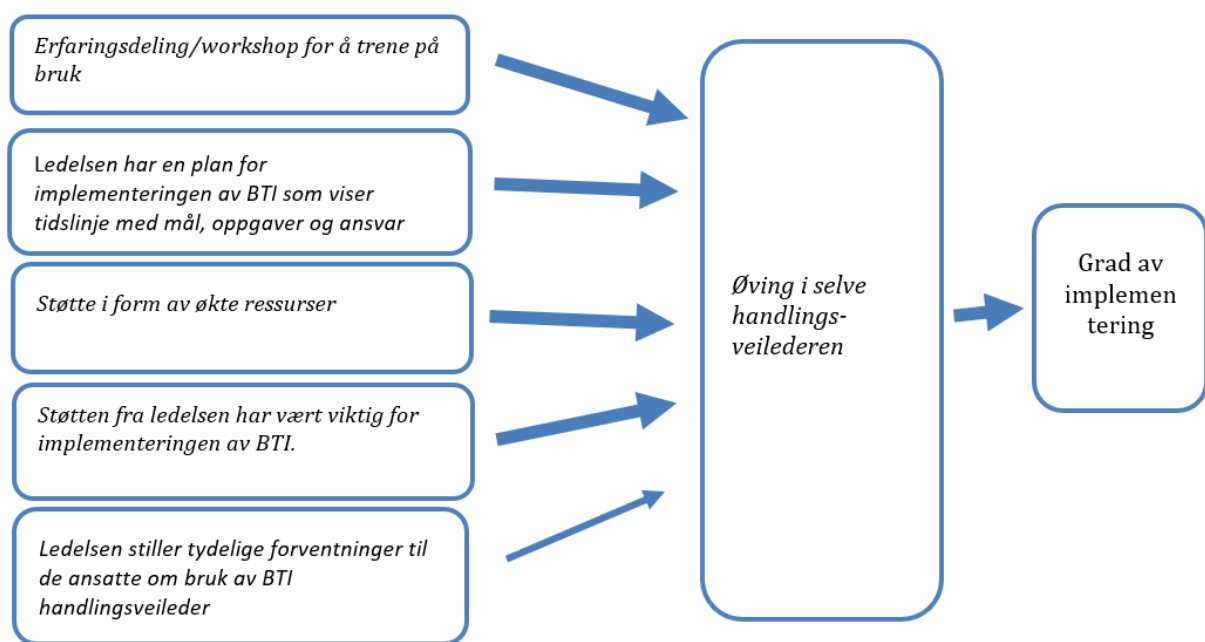 Erfaringsdeling/workshop for å trene på
bruk
Ledelsen har en plan for
implementeringen av BTI som viser
tidslinje med mål, oppgaver og ansvar
Støtte i form av økte ressurser
Støtten fra ledelsen har vært viktig for
implementeringen av BTI.
Ledelsen stiller tydelige forventninger til
de ansatte om bruk av BTI
handlingsveileder
Øving i selve
handlings-
veilederen
Grad av
implemen
tering